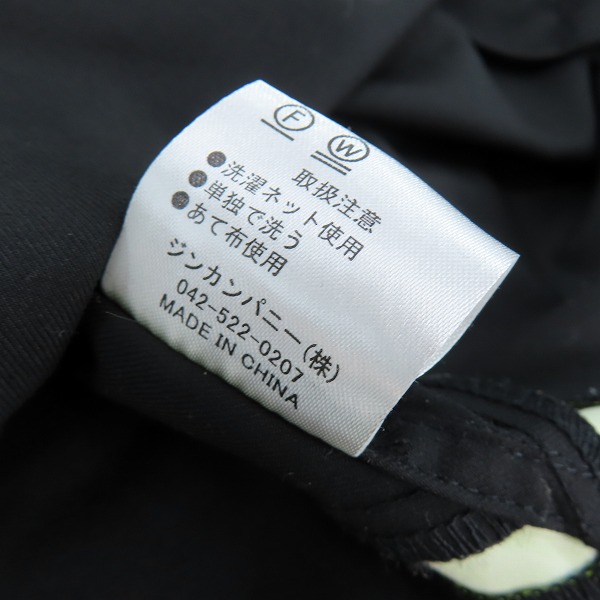 F W
取扱注意
●洗濯ネット使用
●単独で洗う
●あて布使用
ジンカンパニー(株)
042-522-0207
MADE IN CHINA